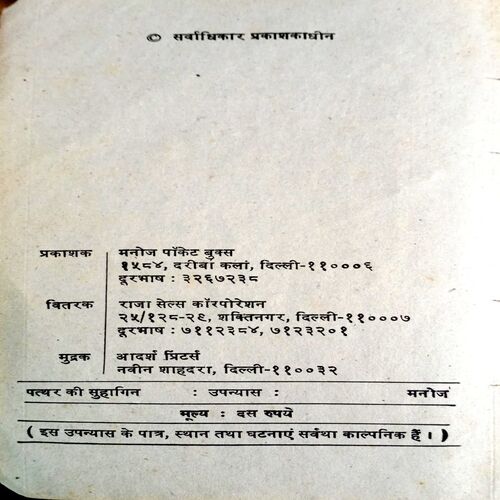 © सर्वाधिकार प्रकाशकाधीन
प्रकाशक मनोज पॉकेट बुक्स
१५८४, दरीबा कलां, दिल्ली-११०००६
दूरभाष : ३२६७२३८
वितरक राजा सेल्स कॉरपोरेशन
२५/१२८-२९, शक्तिनगर, दिल्ली-११०००७
दूरभाष : ७११२३८४, ७१२३२०१
मुद्रक आदर्श प्रिंटर्स
नवीन शाहदरा, दिल्ली-११००३२
पत्थर की सुहागिन : उपन्यास : मनोज
मूल्य : दस रुपये
( इस उपन्यास के पात्र, स्थान तथा घटनाएं सर्वथा काल्पनिक हैं । )